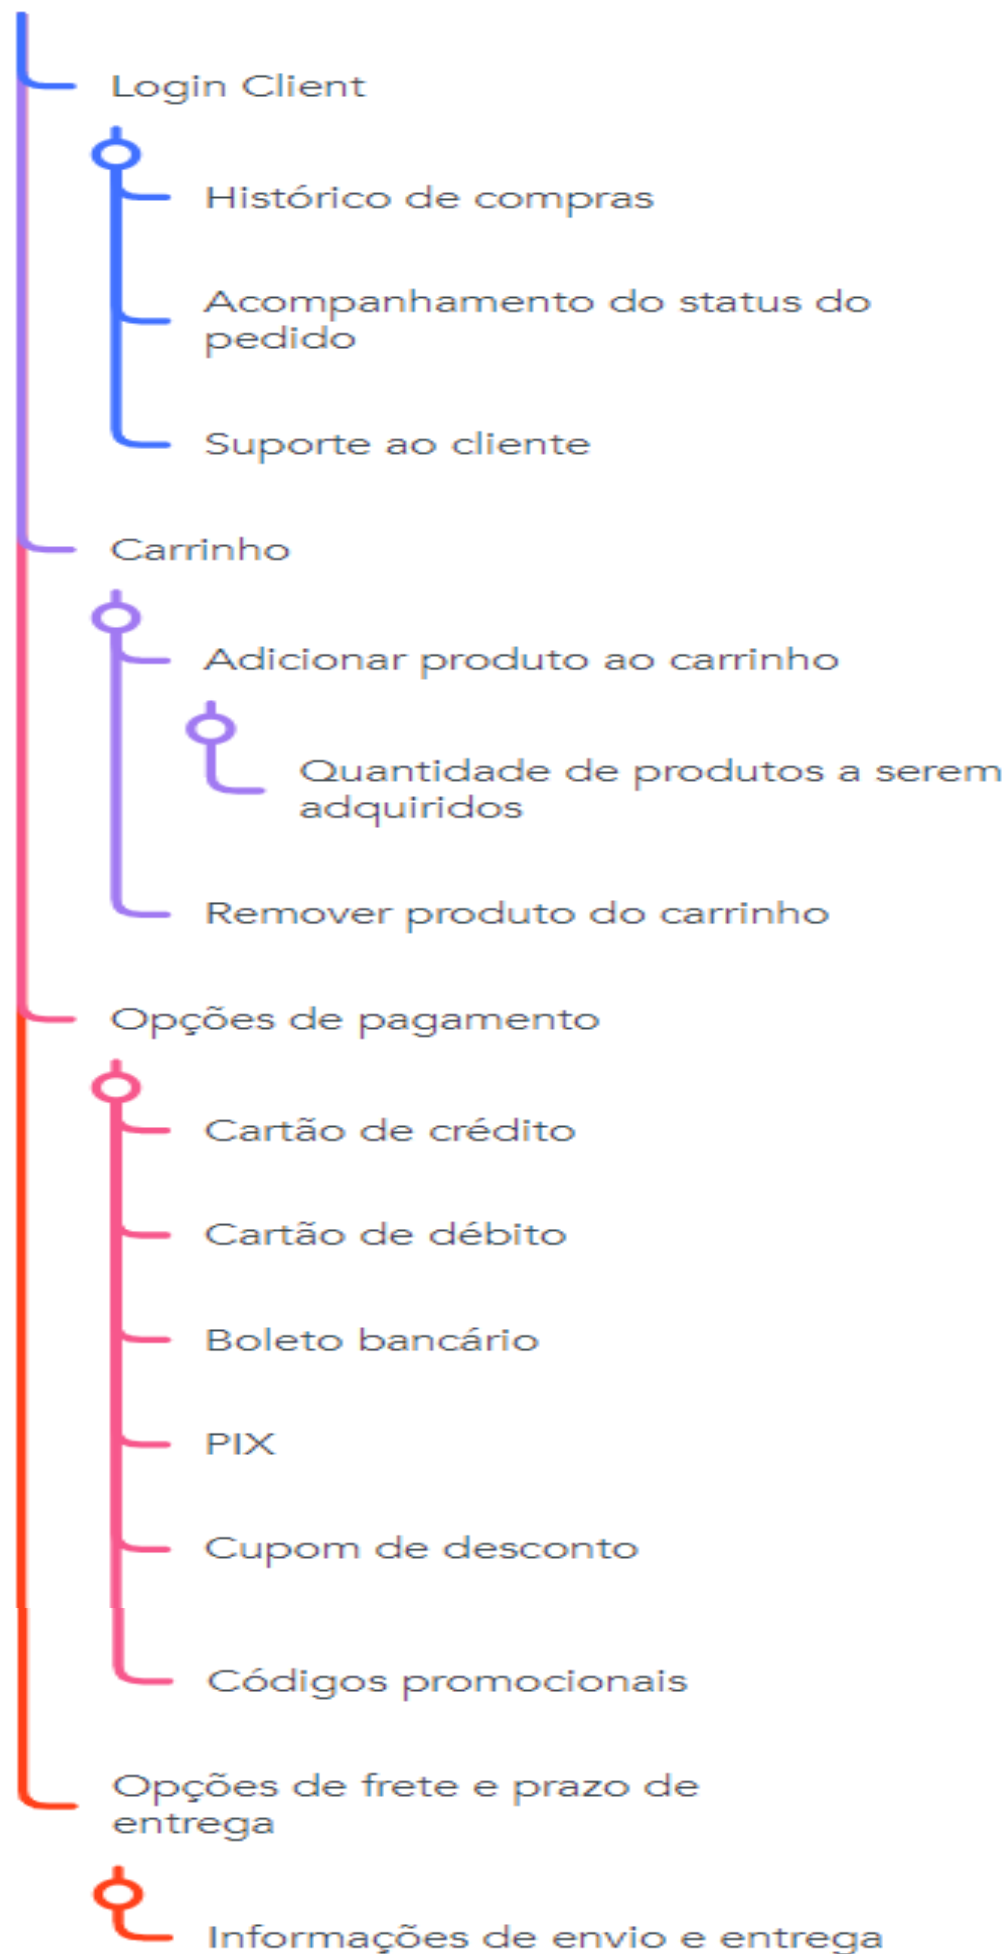 Login Client
Histórico de compras
Acompanhamento do status do
pedido
Suporte ao cliente
Carrinho
Adicionar produto ao carrinho
Quantidade de produtos a serem
adquiridos
Remover produto do carrinho
Opções de pagamento
Cartão de crédito
Cartão de débito
Boleto bancário
PIX
Cupom de desconto
Códigos promocionais
Opções de frete e prazo de
entrega
Informações de envio e entrega